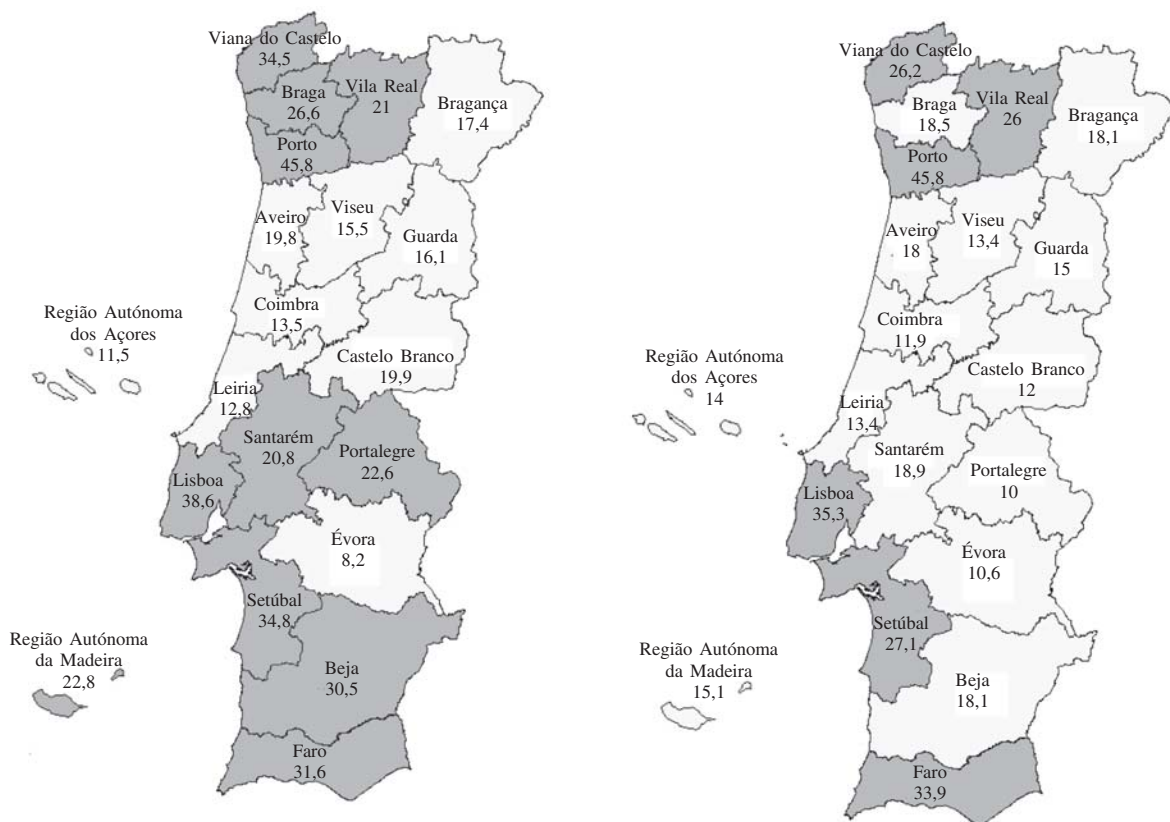 Viana do Castelo
34,5
Braga
26,6
Vila Real
21
Bragança
17,4
Porto
45,8
Aveiro
19,8
Viseu
15,5
Guarda
16,1
Coimbra
13,5
Região Autónoma
dos Açores
11,5
Castelo Branco
19,9
Leiria
12,8
Santarém
20,8
Portalegre
22,6
Lisboa
38,6
Évora
8,2
Setúbal
34,8
Região Autónoma
da Madeira
22,8
Beja
30,5
Faro
31,6
Viana do Castelo
26,2
Braga
18,5
Vila Real
26
Bragança
18,1
Porto
45,8
Aveiro
18
Viseu
13,4
Guarda
15
Coimbra
11,9
Região Autónoma
dos Açores
14
Castelo Branco
12
Leiria
13,4
Santarém
18,9
Portalegre
10
Lisboa
35,3
Évora
10,6
Setúbal
27,1
Região Autónoma
da Madeira
15,1
Beja
18,1
Faro
33,9